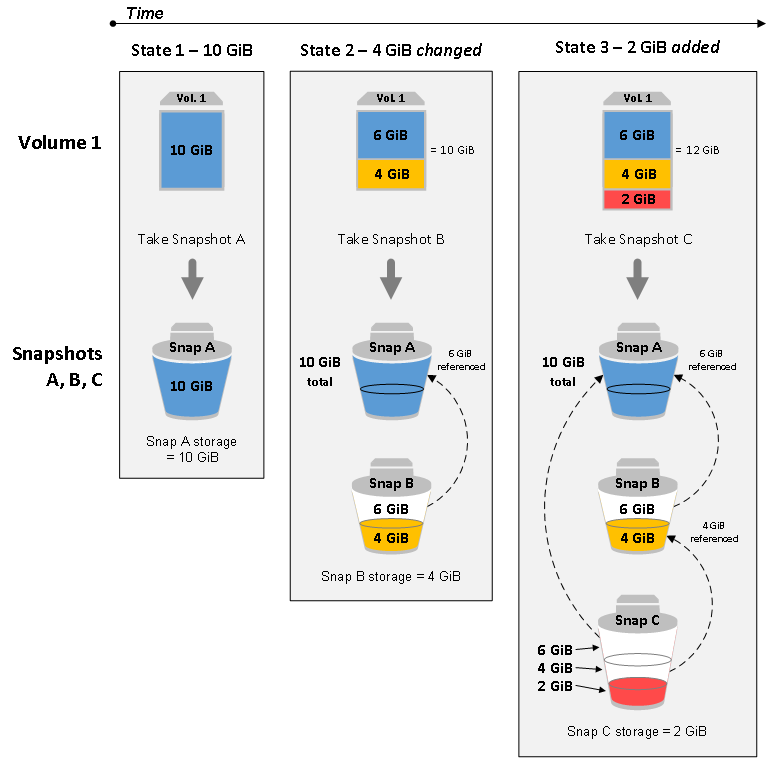 Time
State 1 – 10 GiB
State 2 – 4 GiB changed
State 3 – 2 GiB added
Volume 1
Vol. 1
10 GiB
Vol. 1
6 GiB
4 GiB
= 10 GiB
Vol. 1
6 GiB
4 GiB
2 GiB
= 12 GiB
Take Snapshot A
Take Snapshot B
Take Snapshot C
Snapshots
A, B, C
Snap A
10 GiB
Snap A storage
= 10 GiB
Snap A
10 GiB
total
6 GiB
referenced
Snap B
6 GiB
4 GiB
Snap B storage = 4 GiB
Snap A
10 GiB
total
6 GiB
referenced
Snap B
6 GiB
4 GiB
4 GiB
referenced
Snap C
6 GiB
4 GiB
2 GiB
Snap C storage = 2 GiB